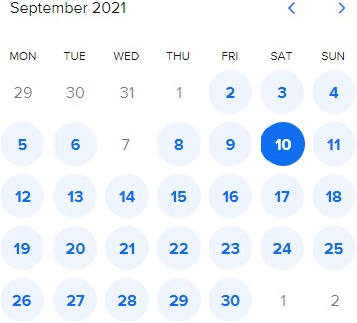 September 2021
MON TUE WED THU FRI SAT SUN
29 30 31 1 2 3 4
5 6 7 8 9 10 11
12 13 14 15 16 17 18
19 20 21 22 23 24 25
26 27 28 29 30 1 2